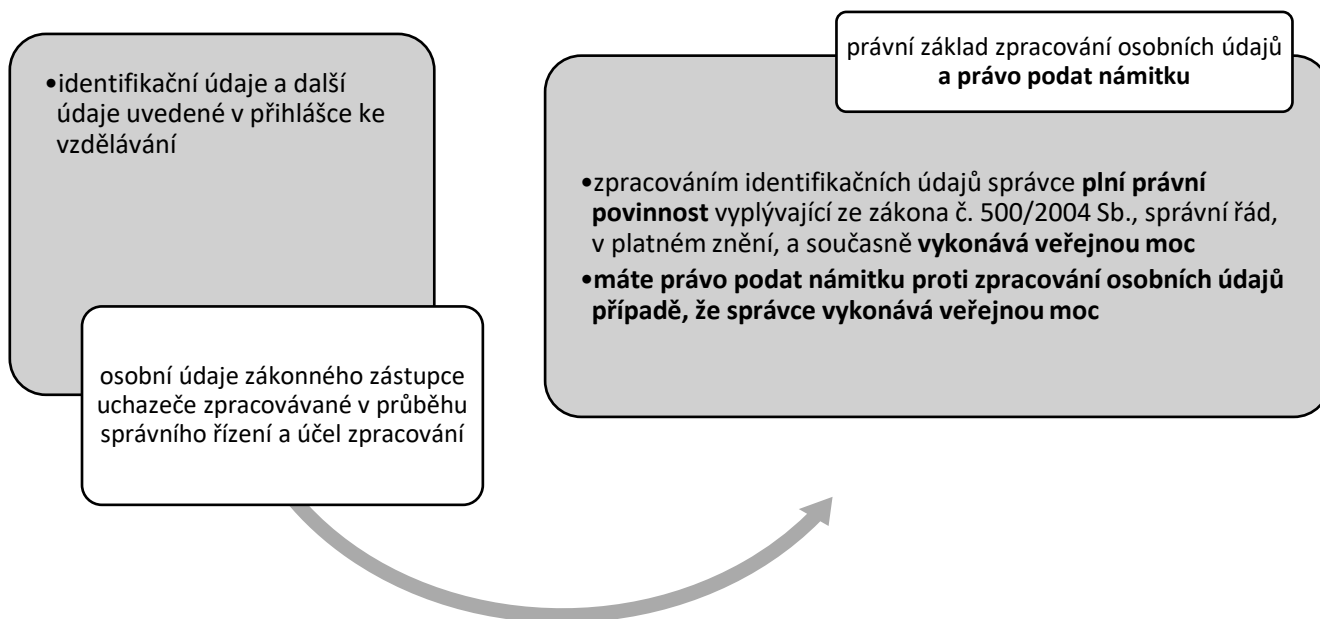 •identifikační údaje a další
údaje uvedené v přihlášce ke
vzdělávání
osobní údaje zákonného zástupce
uchazeče zpracovávané v průběhu
správního řízení a účel zpracování
právní základ zpracování osobních údajů
a právo podat námitku
•zpracováním identifikačních údajů správce plní právní
povinnost vyplývající ze zákona č. 500/2004 Sb., správní řád,
v platném znění, a současně vykonává veřejnou moc
•máte právo podat námitku proti zpracování osobních údajů
případě, že správce vykonává veřejnou moc